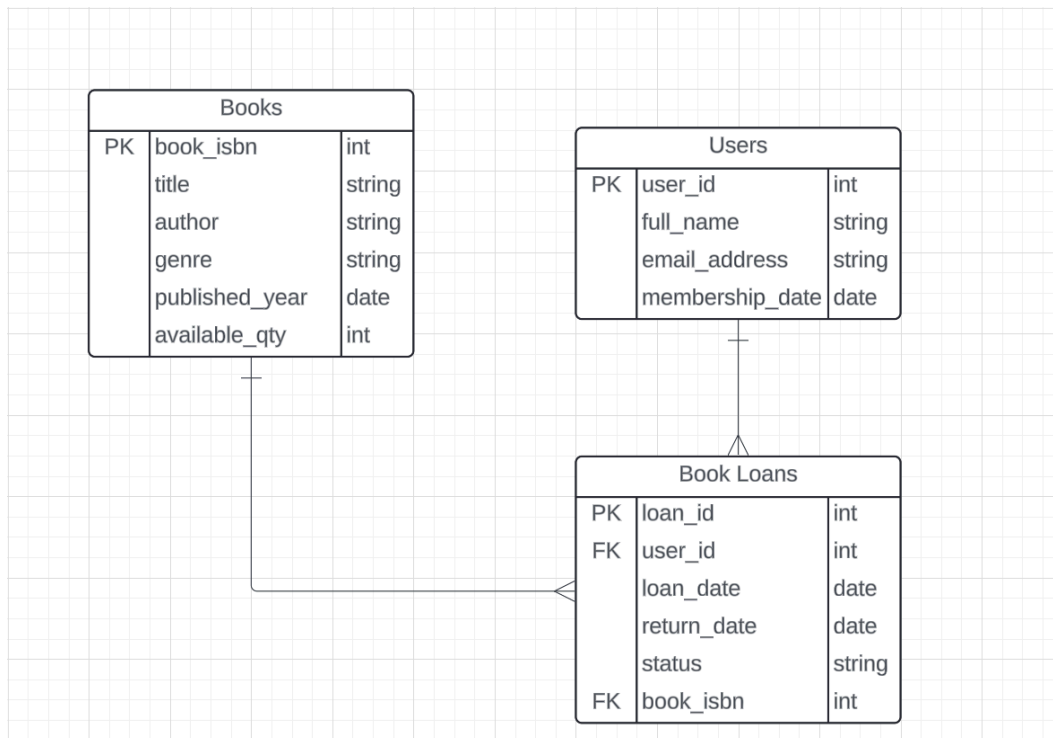 Books
PK book_isbn int
title string
author string
genre string
published_year date
available_qty int
Users
PK user_id int
full_name string
email_address string
membership_date date
Book Loans
PK loan_id int
FK user_id int
loan_date date
return_date date
status string
FK book_isbn int